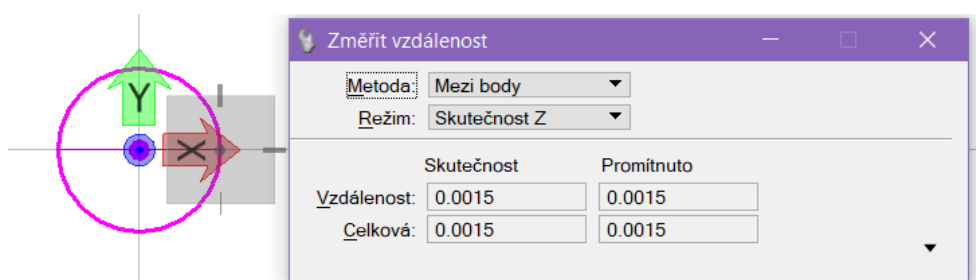 Změřit vzdálenost
Y
X
Metoda: Mezi body
Režim: Skutečnost Z
Skutečnost Promítnuto
Vzdálenost: 0.0015 0.0015
Celková: 0.0015 0.0015